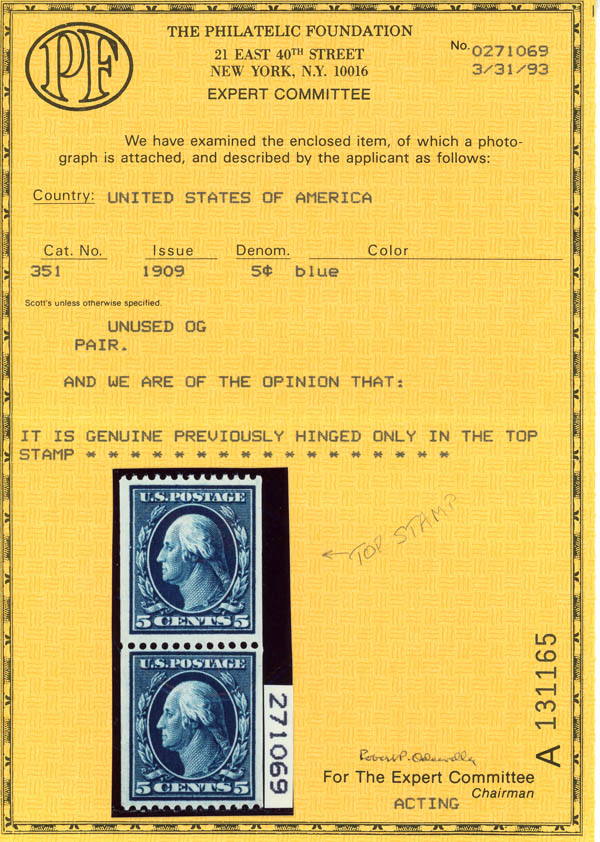 PF
THE PHILATELIC FOUNDATION
21 EAST 40TH STREET
NEW YORK, N.Y. 10016
EXPERT COMMITTEE
No. 0271069
3/31/93
We have examined the enclosed item, of which a photo-
graph is attached, and described by the applicant as follows:
Country: UNITED STATES OF AMERICA
Cat. No. Issue Denom. Color
351 1909 5¢ blue
Scott's unless otherwise specified.
UNUSED OG
PAIR.
AND WE ARE OF THE OPINION THAT:
IT IS GENUINE PREVIOUSLY HINGED ONLY IN THE TOP
STAMP * * * * * * * * * * * * * * * * *
U.S. POSTAGE
5 CENTS 5
← TOP STAMP
U.S. POSTAGE
5 CENTS 5
271069
A 131165
For The Expert Committee
Chairman
ACTING